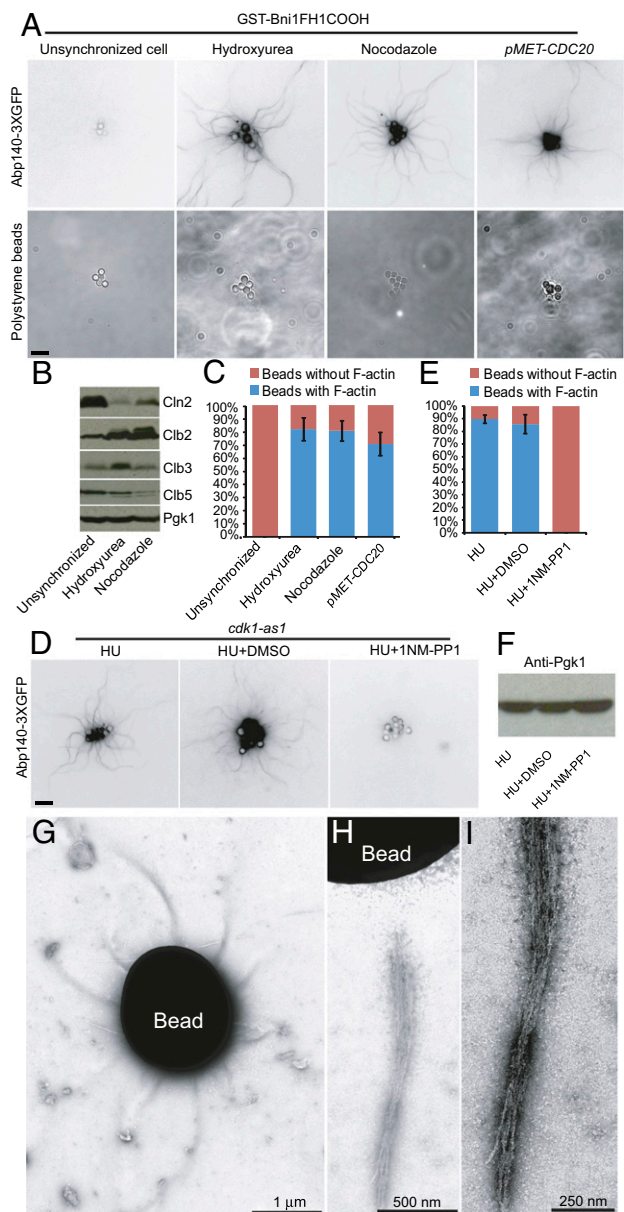 A
GST-Bni1FH1COOH
Unsynchronized cell
Hydroxyurea
Nocodazole
pMET-CDC20
Abp140-3XGFP
Polystyrene beads
B
Cln2
Clb2
Clb3
Clb5
Pgk1
Unsynchronized
Hydroxyurea
Nocodazole
C
Beads without F-actin
Beads with F-actin
100%
90%
80%
70%
60%
50%
40%
30%
20%
10%
0%
Unsynchronized
Hydroxyurea
Nocodazole
pMET-CDC20
E
Beads without F-actin
Beads with F-actin
100%
90%
80%
70%
60%
50%
40%
30%
20%
10%
0%
HU
HU+DMSO
HU+1NM-PP1
D
cdk1-as1
HU
HU+DMSO
HU+1NM-PP1
Abp140-3XGFP
F
Anti-Pgk1
HU
HU+DMSO
HU+1NM-PP1
G
Bead
1 µm
H
Bead
500 nm
I
250 nm